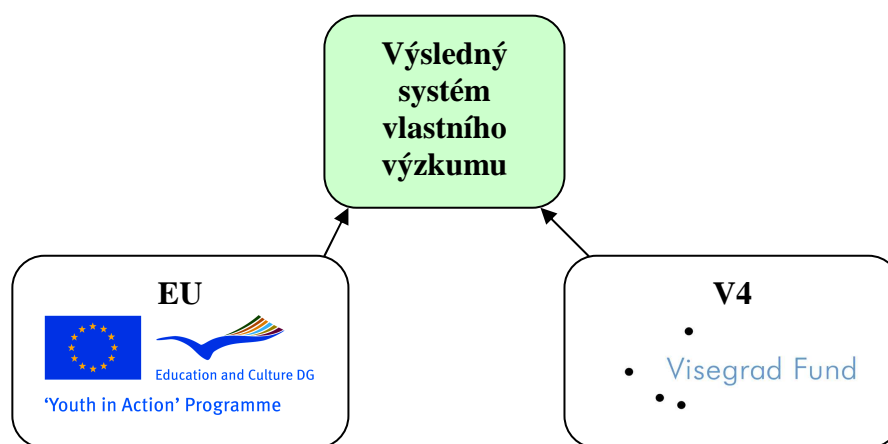 Výsledný
systém
vlastního
výzkumu
EU
Education and Culture DG
‘Youth in Action’ Programme
V4
Visegrad Fund